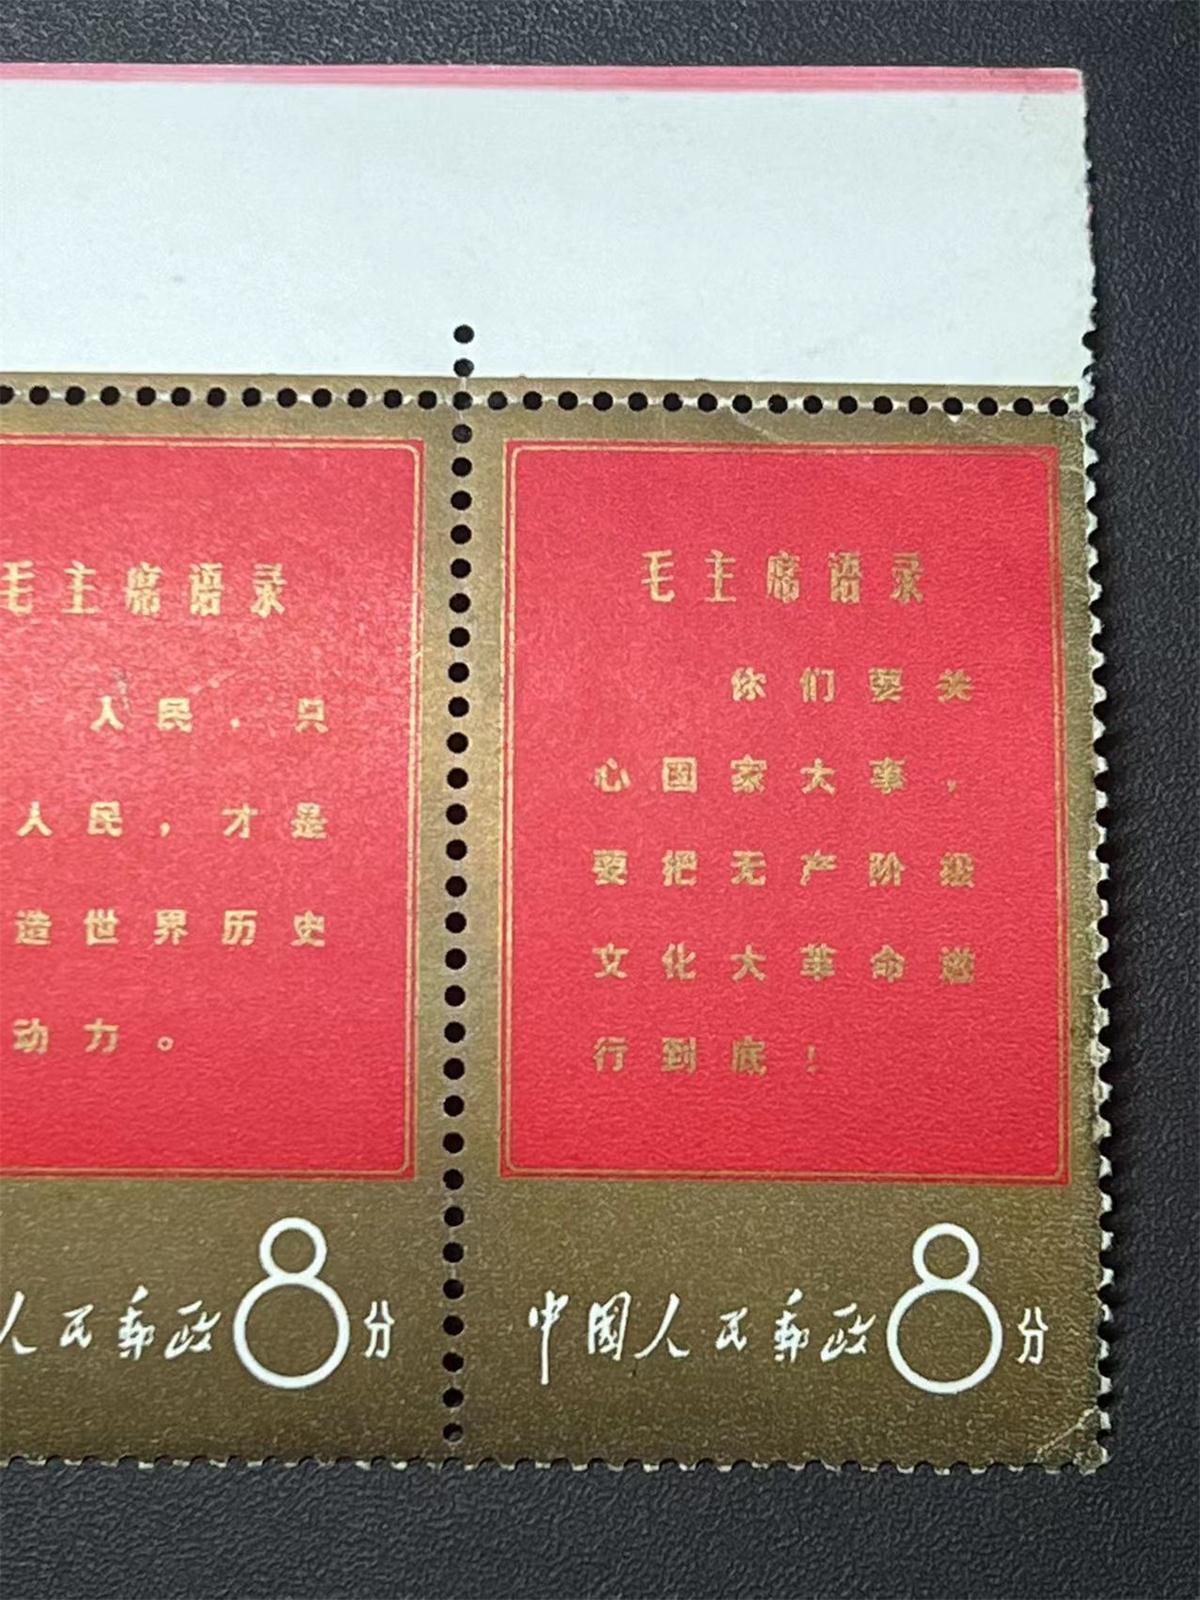 毛主席语录
人民，只
人民，才是
造世界历史
动力。
人民邮政8分
毛主席语录
你们要关
心国家大事，
要把无产阶级
文化大革命进
行到底！
中國人民郵政8分